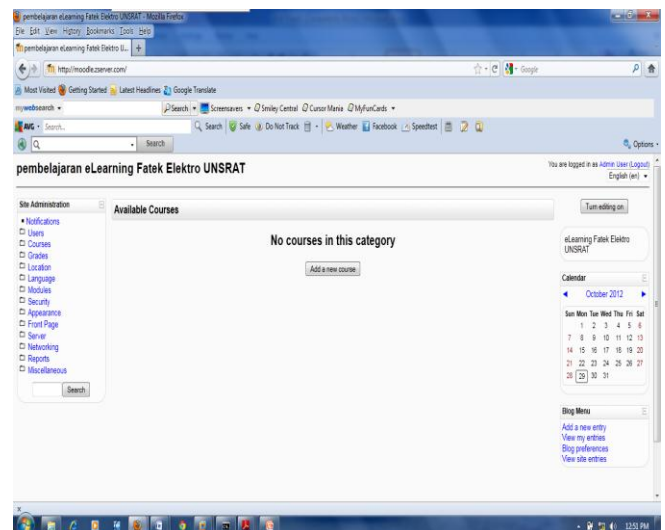 pembelajaran eLearning Fatek Elektro UNSRAT - Mozilla Firefox
File Edit View History Bookmarks Tools Help
pembelajaran eLearning Fatek Elektro U...
http://moodle.zserver.com/
Google
Most Visited Getting Started Latest Headlines Google Translate
mywebsearch Search Screensavers Smiley Central Cursor Mania MyFunCards
AVG Search... Search Safe Do Not Track Weather Facebook Speedtest
Search Options
pembelajaran eLearning Fatek Elektro UNSRAT
You are logged in as Admin User (Logout)
English (en)
Site Administration
Notifications
Users
Courses
Grades
Location
Language
Modules
Security
Appearance
Front Page
Server
Networking
Reports
Miscellaneous
Search
Available Courses
No courses in this category
Add a new course
Turn editing on
eLearning Fatek Elektro
UNSRAT
Calendar
October 2012
Sun Mon Tue Wed Thu Fri Sat
1 2 3 4 5 6
7 8 9 10 11 12 13
14 15 16 17 18 19 20
21 22 23 24 25 26 27
28 29 30 31
Blog Menu
Add a new entry
View my entries
Blog preferences
View site entries
x
12:51 PM